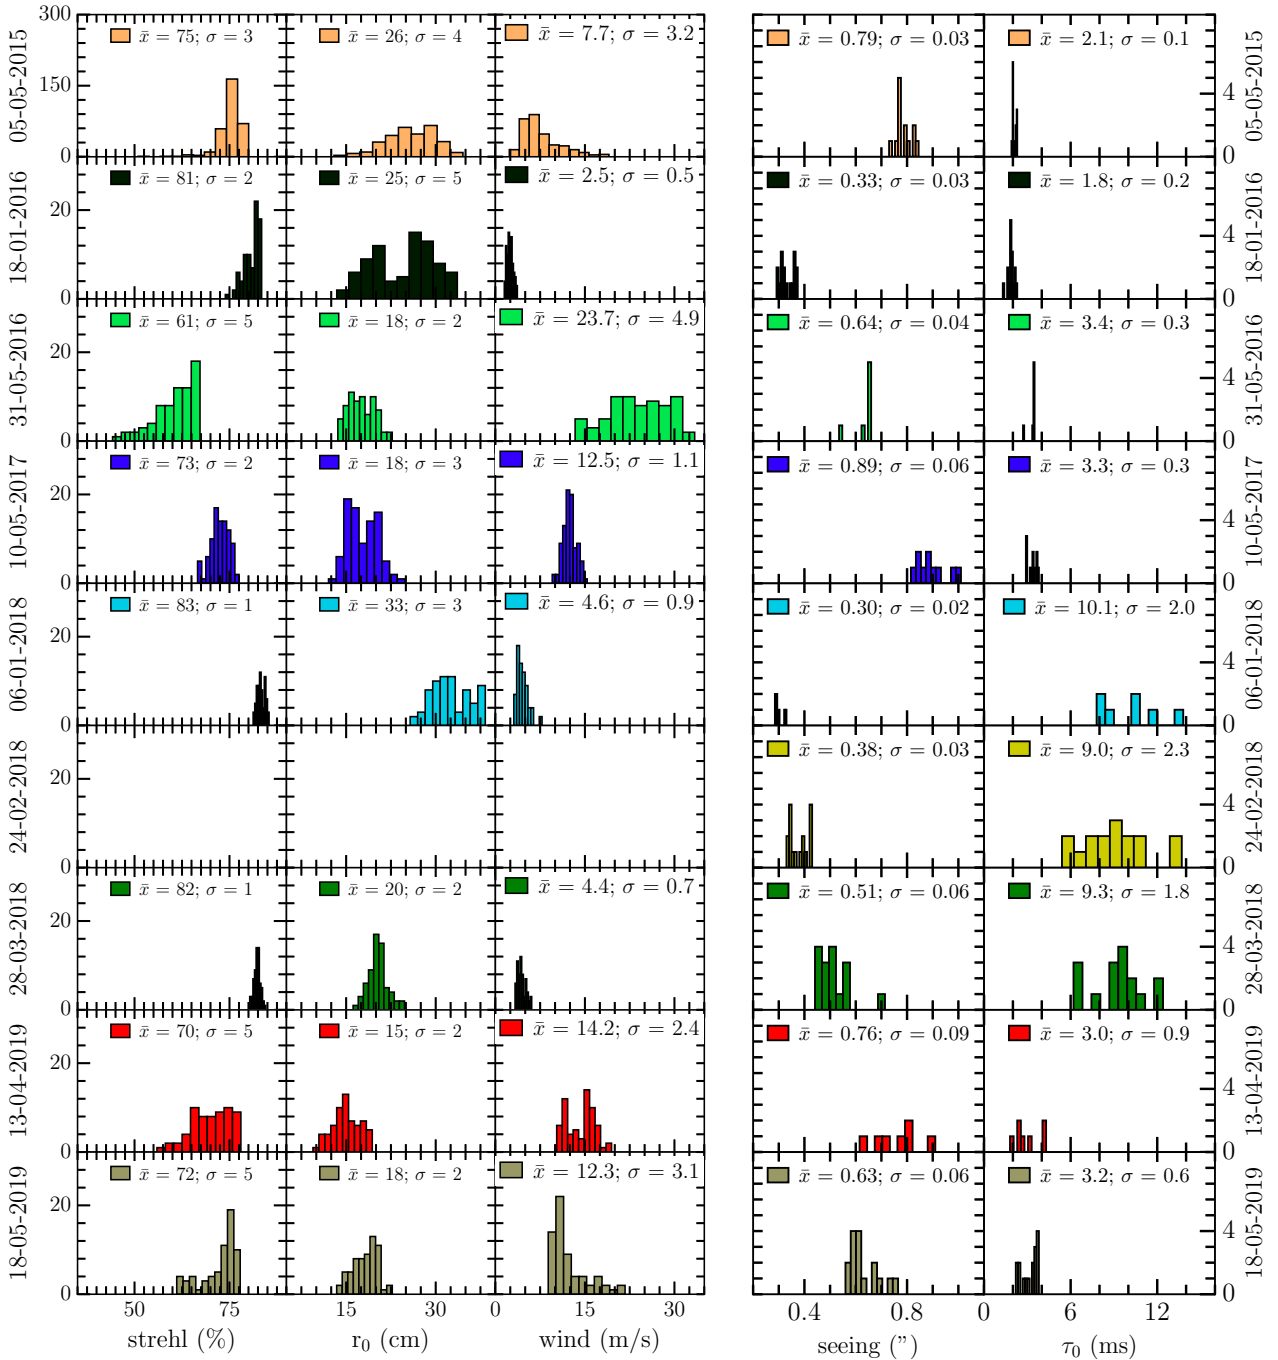 300
150
0
05-05-2015
x̄ = 75; σ = 3
x̄ = 26; σ = 4
x̄ = 7.7; σ = 3.2
x̄ = 0.79; σ = 0.03
x̄ = 2.1; σ = 0.1
4
05-05-2015
20
0
18-01-2016
x̄ = 81; σ = 2
x̄ = 25; σ = 5
x̄ = 2.5; σ = 0.5
x̄ = 0.33; σ = 0.03
x̄ = 1.8; σ = 0.2
4
0
18-01-2016
20
0
31-05-2016
x̄ = 61; σ = 5
x̄ = 18; σ = 2
x̄ = 23.7; σ = 4.9
x̄ = 0.64; σ = 0.04
x̄ = 3.4; σ = 0.3
4
0
31-05-2016
20
0
10-05-2017
x̄ = 73; σ = 2
x̄ = 18; σ = 3
x̄ = 12.5; σ = 1.1
x̄ = 0.89; σ = 0.06
x̄ = 3.3; σ = 0.3
4
0
10-05-2017
20
0
06-01-2018
x̄ = 83; σ = 1
x̄ = 33; σ = 3
x̄ = 4.6; σ = 0.9
x̄ = 0.30; σ = 0.02
x̄ = 10.1; σ = 2.0
4
0
06-01-2018
20
0
24-02-2018
x̄ = 0.38; σ = 0.03
x̄ = 9.0; σ = 2.3
4
0
24-02-2018
20
0
28-03-2018
x̄ = 82; σ = 1
x̄ = 20; σ = 2
x̄ = 4.4; σ = 0.7
x̄ = 0.51; σ = 0.06
x̄ = 9.3; σ = 1.8
4
0
28-03-2018
20
0
13-04-2019
x̄ = 70; σ = 5
x̄ = 15; σ = 2
x̄ = 14.2; σ = 2.4
x̄ = 0.76; σ = 0.09
x̄ = 3.0; σ = 0.9
4
0
13-04-2019
20
0
18-05-2019
x̄ = 72; σ = 5
x̄ = 18; σ = 2
x̄ = 12.3; σ = 3.1
x̄ = 0.63; σ = 0.06
x̄ = 3.2; σ = 0.6
4
0
18-05-2019
50 75 15 30 0 15 30 0.4 0.8 0 6 12
strehl (%) r₀ (cm) wind (m/s) seeing (”) τ₀ (ms)